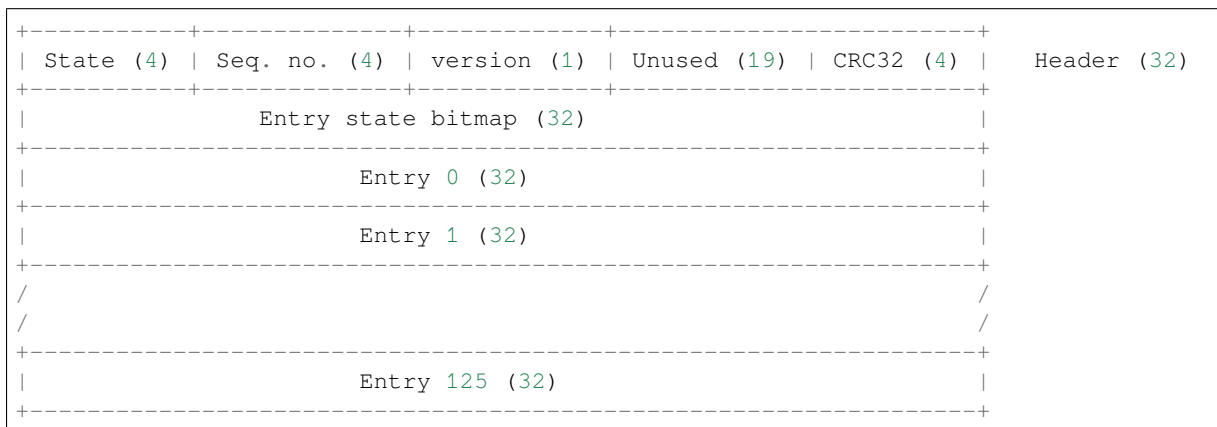 +-----------+--------------+-------------+-------------------------+
| State (4) | Seq. no. (4) | version (1) | Unused (19) | CRC32 (4) |   Header (32)
+-----------+--------------+-------------+-------------------------+
|                Entry state bitmap (32)                           |
+------------------------------------------------------------------+
|                       Entry 0 (32)                               |
+------------------------------------------------------------------+
|                       Entry 1 (32)                               |
+------------------------------------------------------------------+
/                                                                  /
/                                                                  /
+------------------------------------------------------------------+
|                       Entry 125 (32)                             |
+------------------------------------------------------------------+